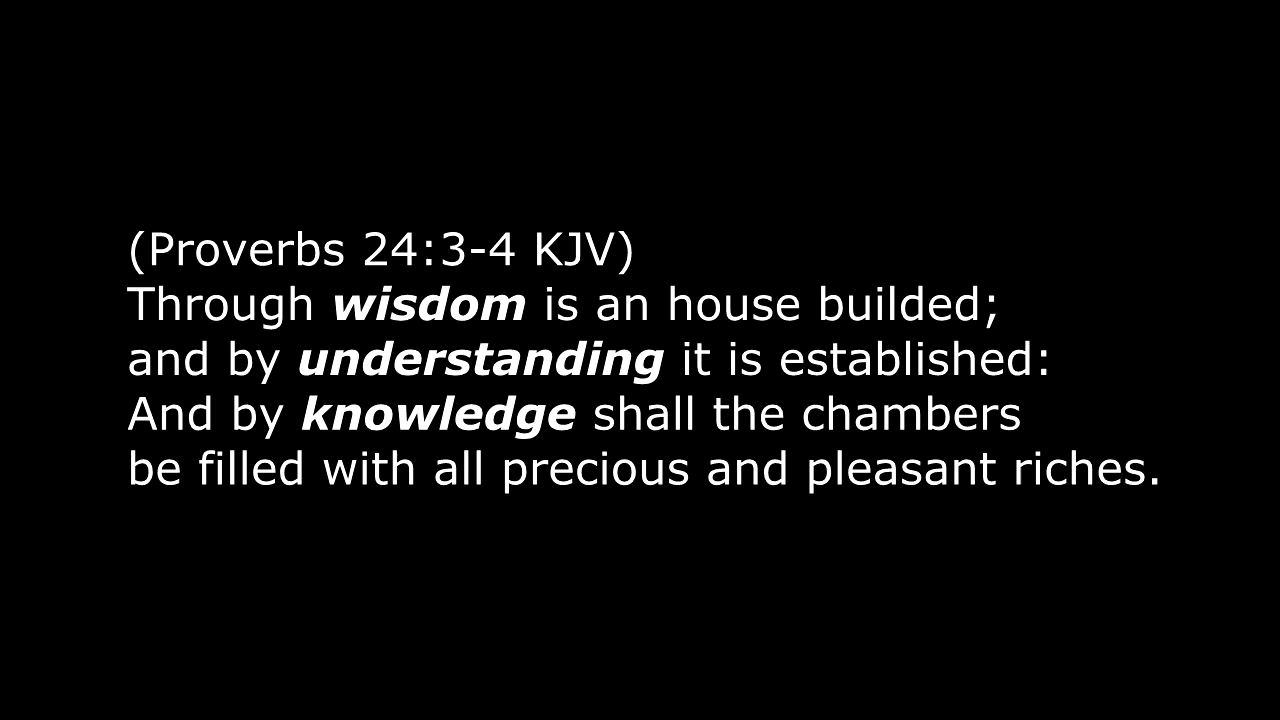 (Proverbs 24:3-4 KJV)
Through wisdom is an house builded;
and by understanding it is established:
And by knowledge shall the chambers
be filled with all precious and pleasant riches.